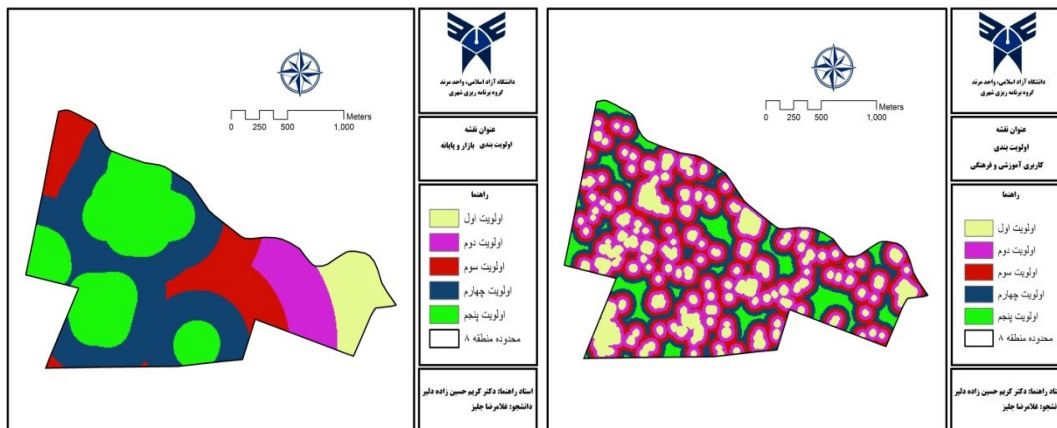 دانشگاه آزاد اسلامی، واحد مرند
گروه برنامه ریزی شهری
Meters
0 250 500 1,000
عنوان نقشه
اولویت بندی بازار و پایانه
راهنما
اولویت اول
اولویت دوم
اولویت سوم
اولویت چهارم
اولویت پنجم
محدوده منطقه ۸
استاد راهنما: دکتر کریم حسین زاده دلیر
دانشجو: غلامرضا جلیز
دانشگاه آزاد اسلامی، واحد مرند
گروه برنامه ریزی شهری
Meters
0 250 500 1,000
عنوان نقشه
اولویت بندی
کاربری آموزشی و فرهنگی
راهنما
اولویت اول
اولویت دوم
اولویت سوم
اولویت چهارم
اولویت پنجم
محدوده منطقه ۸
ستاد راهنما: دکتر کریم حسین زاده دلیر
انشجو: غلامرضا جلیز